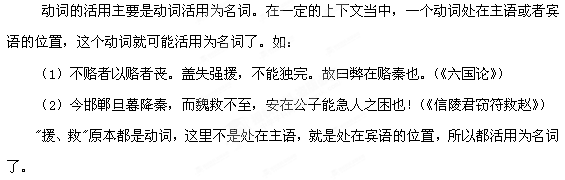 动词的活用主要是动词活用为名词。在一定的上下文当中，一个动词处在主语或者宾
语的位置，这个动词就可能活用为名词了。如：
（1）不赂者以赂者丧。盖失强援，不能独完。故曰弊在赂秦也。（《六国论》）
（2）今邯郸旦暮降秦，而魏救不至，安在公子能急人之困也！（《信陵君窃符救赵》）
"援、救"原本都是动词，这里不是处在主语，就是处在宾语的位置，所以都活用为名词
了。